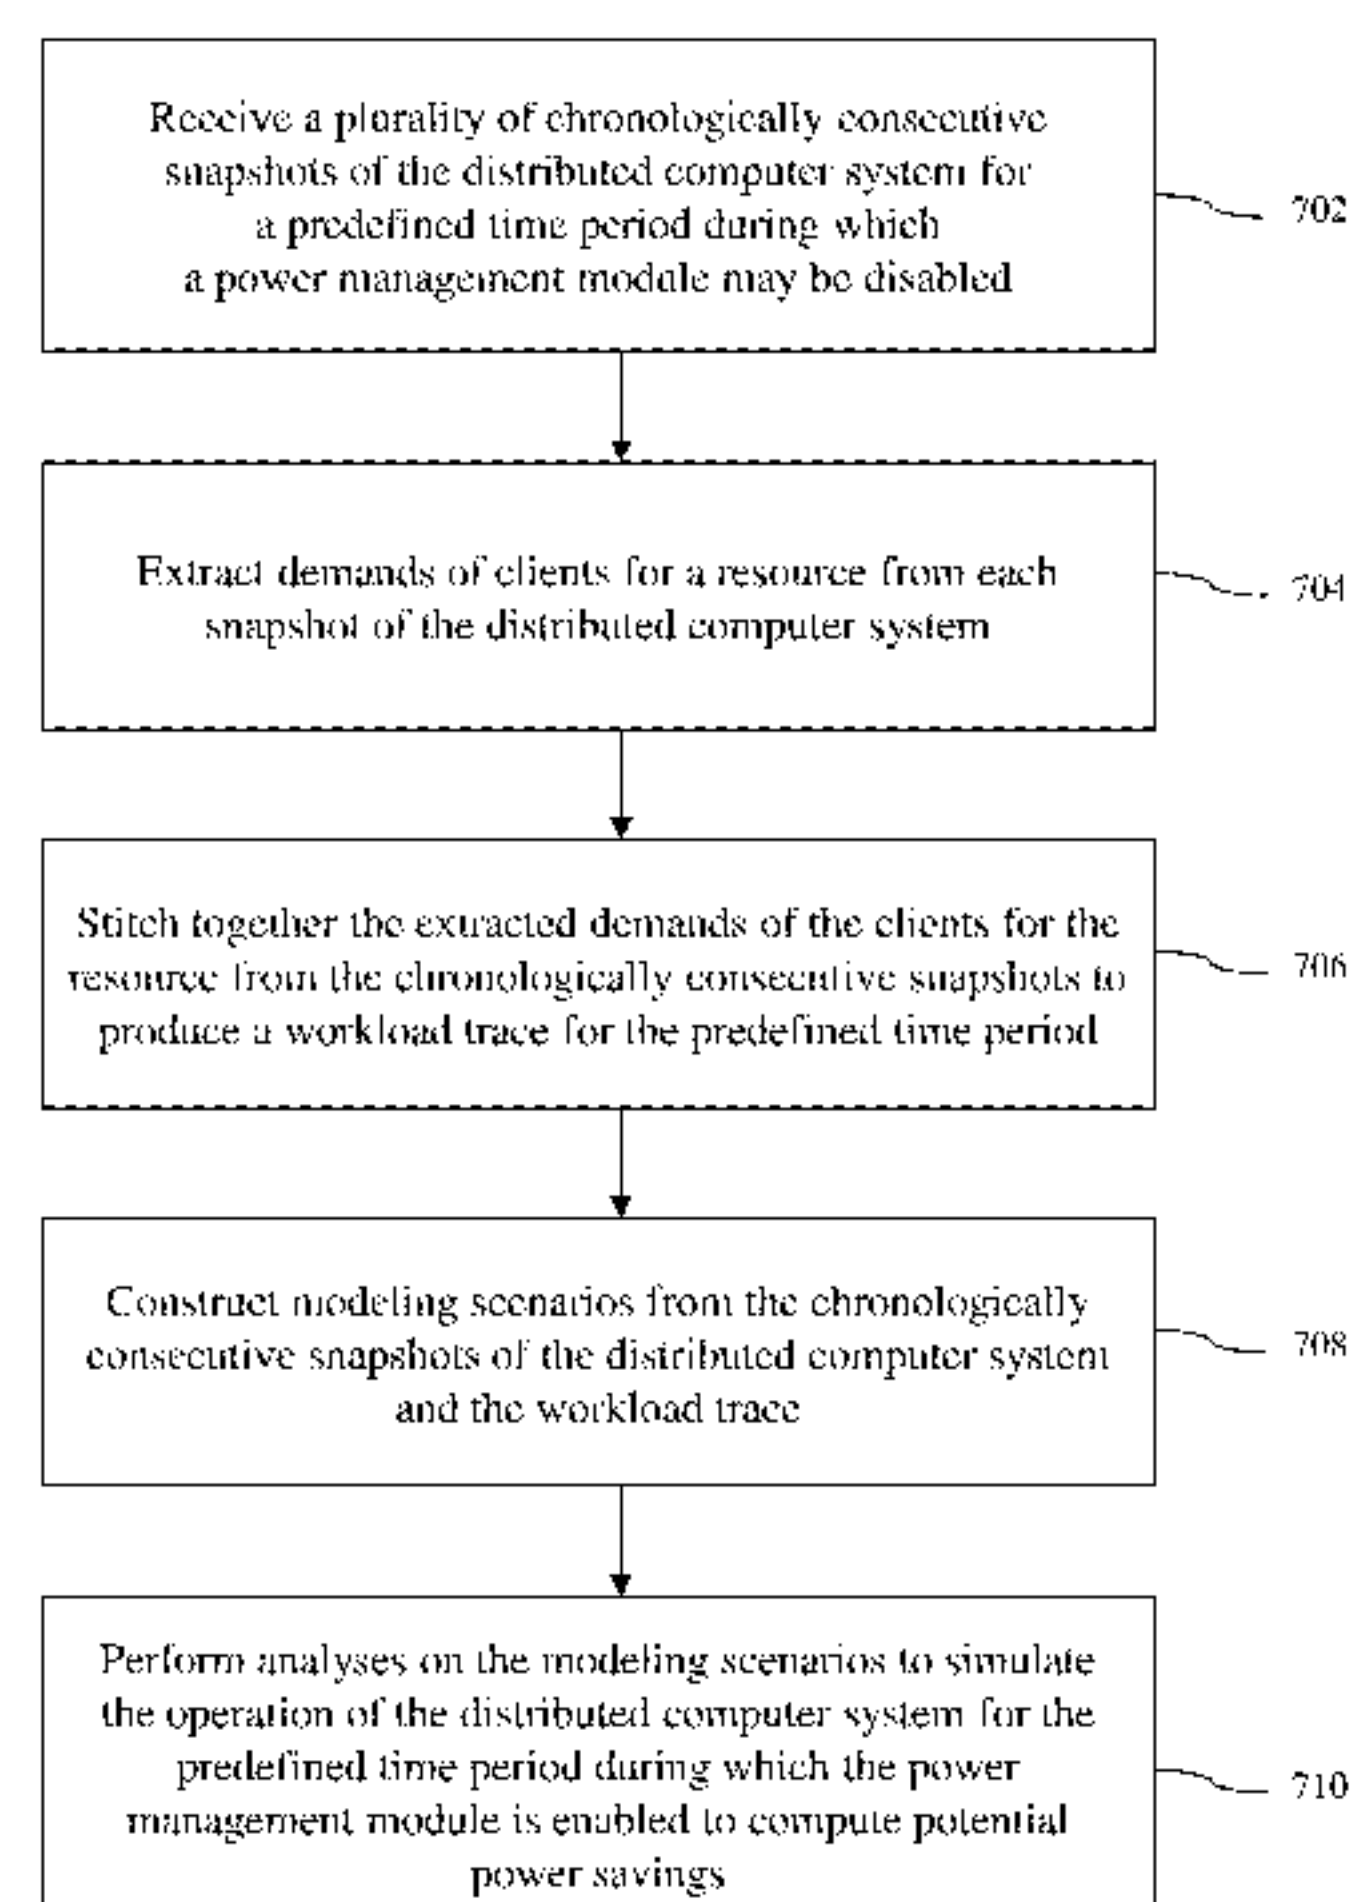 Receive a plurality of chronologically consecutive
snapshots of the distributed computer system for
a predefined time period during which
a power management module may be disabled
702
Extract demands of clients for a resource from each
snapshot of the distributed computer system
704
Stitch together the extracted demands of the clients for the
resource from the chronologically consecutive snapshots to
produce a workload trace for the predefined time period
706
Construct modeling scenarios from the chronologically
consecutive snapshots of the distributed computer system
and the workload trace
708
Perform analyses on the modeling scenarios to simulate
the operation of the distributed computer system for the
predefined time period during which the power
management module is enabled to compute potential
power savings
710